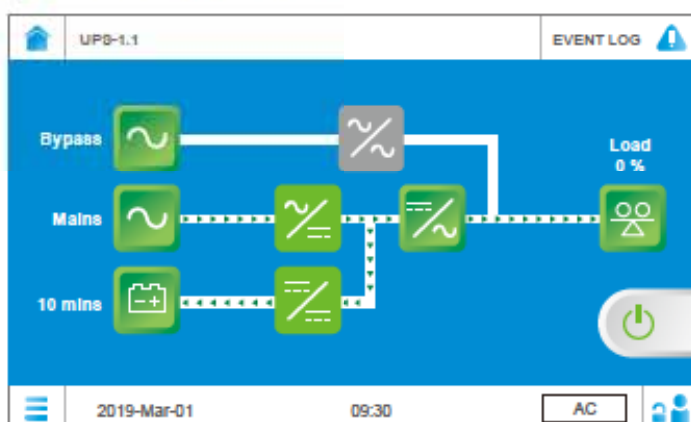 UPS-1.1
EVENT LOG
Bypass
Load
0 %
Mains
10 mins
2019-Mar-01
09:30
AC